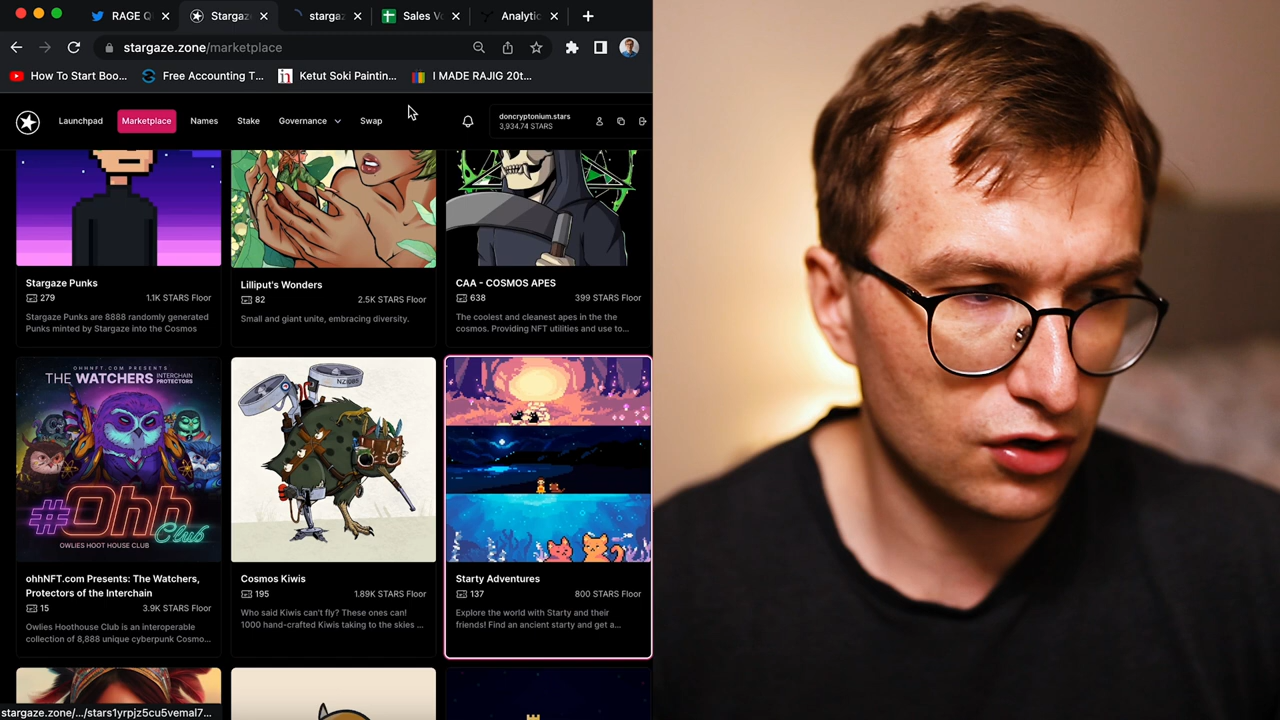 RAGE Q
Stargaz
starga
Sales Vo
Analytic
stargaze.zone/marketplace
How To Start Boo...
Free Accounting T...
Ketut Soki Paintin...
I MADE RAJIG 20t...
Launchpad
Marketplace
Names
Stake
Governance
Swap
doncryptonium.stars
3,934.74 STARS
Stargaze Punks
279
1.1K STARS Floor
Stargaze Punks are 8888 randomly generated
Punks minted by Stargaze into the Cosmos
Lilliput's Wonders
82
2.5K STARS Floor
Small and giant unite, embracing diversity.
CAA - COSMOS APES
638
399 STARS Floor
The coolest and cleanest apes in the the
cosmos. Providing NFT utilities and use to...
OHHNFT.COM PRESENTS:
THE WATCHERS INTERCHAIN PROTECTORS
#Ohh
Club
OWLIES HOOT HOUSE CLUB
ohhNFT.com Presents: The Watchers,
Protectors of the Interchain
15
3.9K STARS Floor
Owlies Hoothouse Club is an interoperable
collection of 8,888 unique cyberpunk Cosmo...
Cosmos Kiwis
195
1.89K STARS Floor
Who said Kiwis can't fly? These ones can!
1000 hand-crafted Kiwis taking to the skies ...
Starty Adventures
137
800 STARS Floor
Explore the world with Starty and their
friends! Find an ancient starty and get a...
stargaze.zone/.../stars1yrpjz5cu5vemal7...